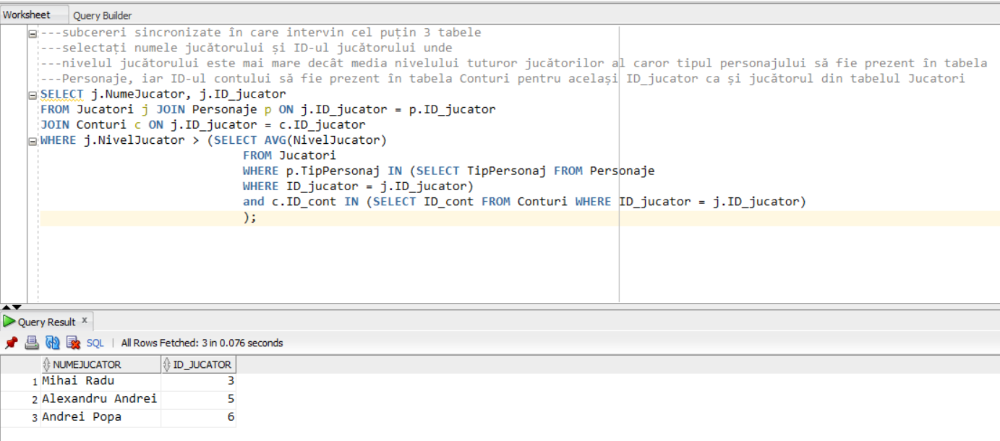 Worksheet Query Builder
---subcereri sincronizate în care intervin cel puțin 3 tabele
---selectați numele jucătorului și ID-ul jucătorului unde
---nivelul jucătorului este mai mare decât media nivelului tuturor jucătorilor al caror tipul personajului să fie prezent în tabela
---Personaje, iar ID-ul contului să fie prezent în tabela Conturi pentru același ID_jucator ca și jucătorul din tabelul Jucatori
SELECT j.NumeJucator, j.ID_jucator
FROM Jucatori j JOIN Personaje p ON j.ID_jucator = p.ID_jucator
JOIN Conturi c ON j.ID_jucator = c.ID_jucator
WHERE j.NivelJucator > (SELECT AVG(NivelJucator)
FROM Jucatori
WHERE p.TipPersonaj IN (SELECT TipPersonaj FROM Personaje
WHERE ID_jucator = j.ID_jucator)
and c.ID_cont IN (SELECT ID_cont FROM Conturi WHERE ID_jucator = j.ID_jucator)
);
Query Result x
SQL | All Rows Fetched: 3 in 0.076 seconds
NUMEJUCATOR ID_JUCATOR
1 Mihai Radu 3
2 Alexandru Andrei 5
3 Andrei Popa 6